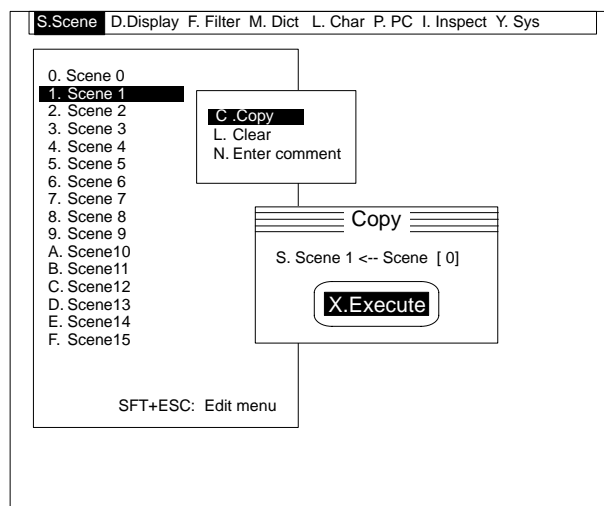 S.Scene D.Display F. Filter M. Dict L. Char P. PC I. Inspect Y. Sys
0. Scene 0
1. Scene 1
2. Scene 2
3. Scene 3
4. Scene 4
5. Scene 5
6. Scene 6
7. Scene 7
8. Scene 8
9. Scene 9
A. Scene10
B. Scene11
C. Scene12
D. Scene13
E. Scene14
F. Scene15
SFT+ESC: Edit menu
C .Copy
L. Clear
N. Enter comment
Copy
S. Scene 1 <-- Scene [ 0]
X.Execute